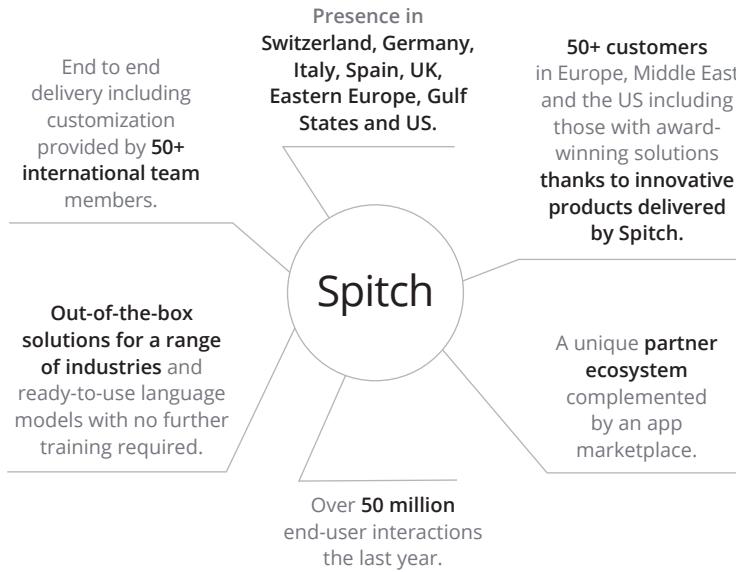 Presence in
Switzerland, Germany,
Italy, Spain, UK,
Eastern Europe, Gulf
States and US.
End to end
delivery including
customization
provided by 50+
international team
members.
50+ customers
in Europe, Middle East
and the US including
those with award-
winning solutions
thanks to innovative
products delivered
by Spitch.
Spitch
Out-of-the-box
solutions for a range
of industries and
ready-to-use language
models with no further
training required.
A unique partner
ecosystem
complemented
by an app
marketplace.
Over 50 million
end-user interactions
the last year.